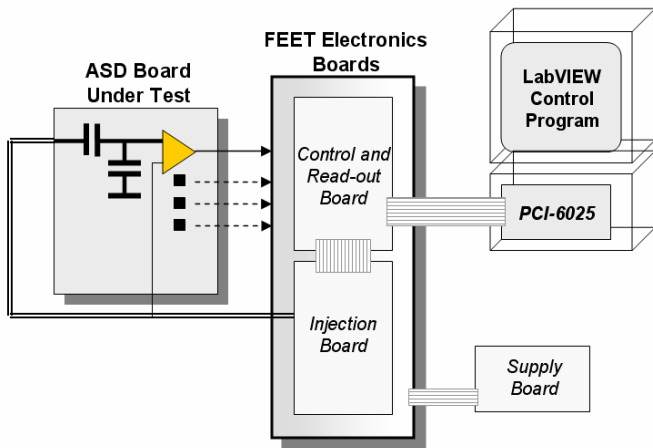 FEET Electronics
Boards
ASD Board
Under Test
LabVIEW
Control
Program
Control and
Read-out
Board
PCI-6025
Injection
Board
Supply
Board